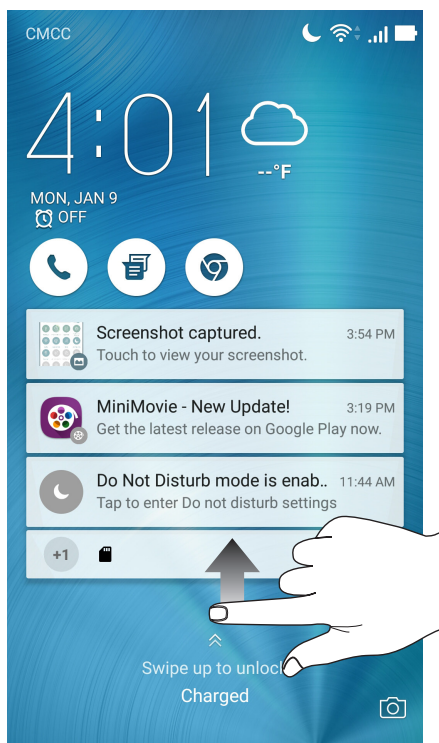 CMCC
4:01
--°F
MON, JAN 9
OFF
Screenshot captured. 3:54 PM
Touch to view your screenshot.
MiniMovie - New Update! 3:19 PM
Get the latest release on Google Play now.
Do Not Disturb mode is enab.. 11:44 AM
Tap to enter Do not disturb settings
+1
Swipe up to unlock
Charged